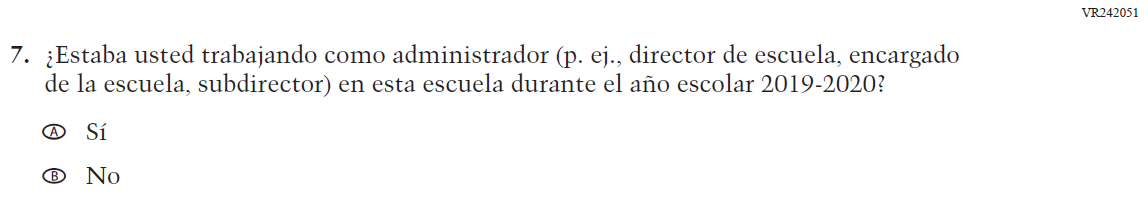 VR242051
7. ¿Estaba usted trabajando como administrador (p. ej., director de escuela, encargado
de la escuela, subdirector) en esta escuela durante el año escolar 2019-2020?
A Sí
B No